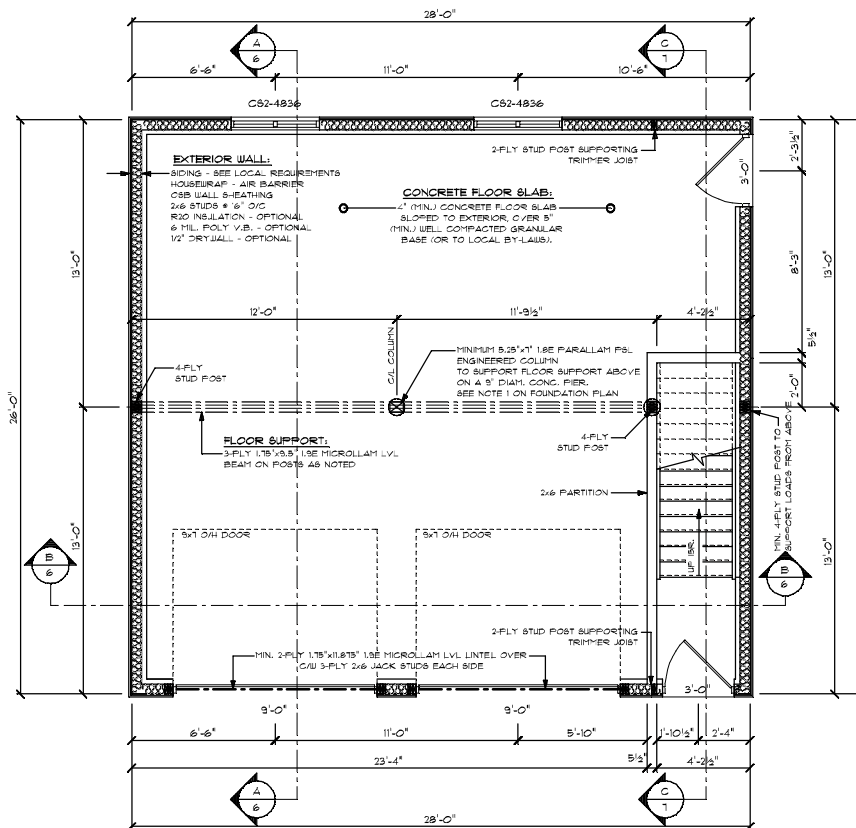 28'-0"
A
6
C
7
6'-6"
11'-0"
10'-6"
CS2-4836
CS2-4836
2-PLY STUD POST SUPPORTING
TRIMMER JOIST
EXTERIOR WALL:
SIDING - SEE LOCAL REQUIREMENTS
HOUSEWRAP - AIR BARRIER
OSB WALL SHEATHING
2x6 STUDS @ 16" O/C
R20 INSULATION - OPTIONAL
6 MIL. POLY V.B. - OPTIONAL
1/2" DRYWALL - OPTIONAL
CONCRETE FLOOR SLAB:
4" (MIN.) CONCRETE FLOOR SLAB
SLOPED TO EXTERIOR, OVER 5"
(MIN.) WELL COMPACTED GRANULAR
BASE (OR TO LOCAL BY-LAWS).
3'-0"
2'-3½"
8'-3"
5½"
2'-0"
13'-0"
13'-0"
26'-0"
13'-0"
13'-0"
12'-0"
11'-9½"
4'-2½"
C/L COLUMN
MINIMUM 5.25"x7" 1.8E PARALLAM PSL
ENGINEERED COLUMN
TO SUPPORT FLOOR SUPPORT ABOVE
ON A 9" DIAM. CONC. PIER.
SEE NOTE 1 ON FOUNDATION PLAN
4-PLY
STUD POST
FLOOR SUPPORT:
3-PLY 1.75"x9.5" 1.9E MICROLLAM LVL
BEAM ON POSTS AS NOTED
4-PLY
STUD POST
2x6 PARTITION
MIN. 4-PLY STUD POST TO
SUPPORT LOADS FROM ABOVE
UP 15R.
9x7 O/H DOOR
9x7 O/H DOOR
B
6
B
6
2-PLY STUD POST SUPPORTING
TRIMMER JOIST
MIN. 2-PLY 1.75"x11.875" 1.9E MICROLLAM LVL LINTEL OVER
C/W 3-PLY 2x6 JACK STUDS EACH SIDE
3'-0"
9'-0"
9'-0"
6'-6"
11'-0"
5'-10"
1'-10½"
2'-4"
23'-4"
5½"
4'-2½"
A
6
C
7
28'-0"